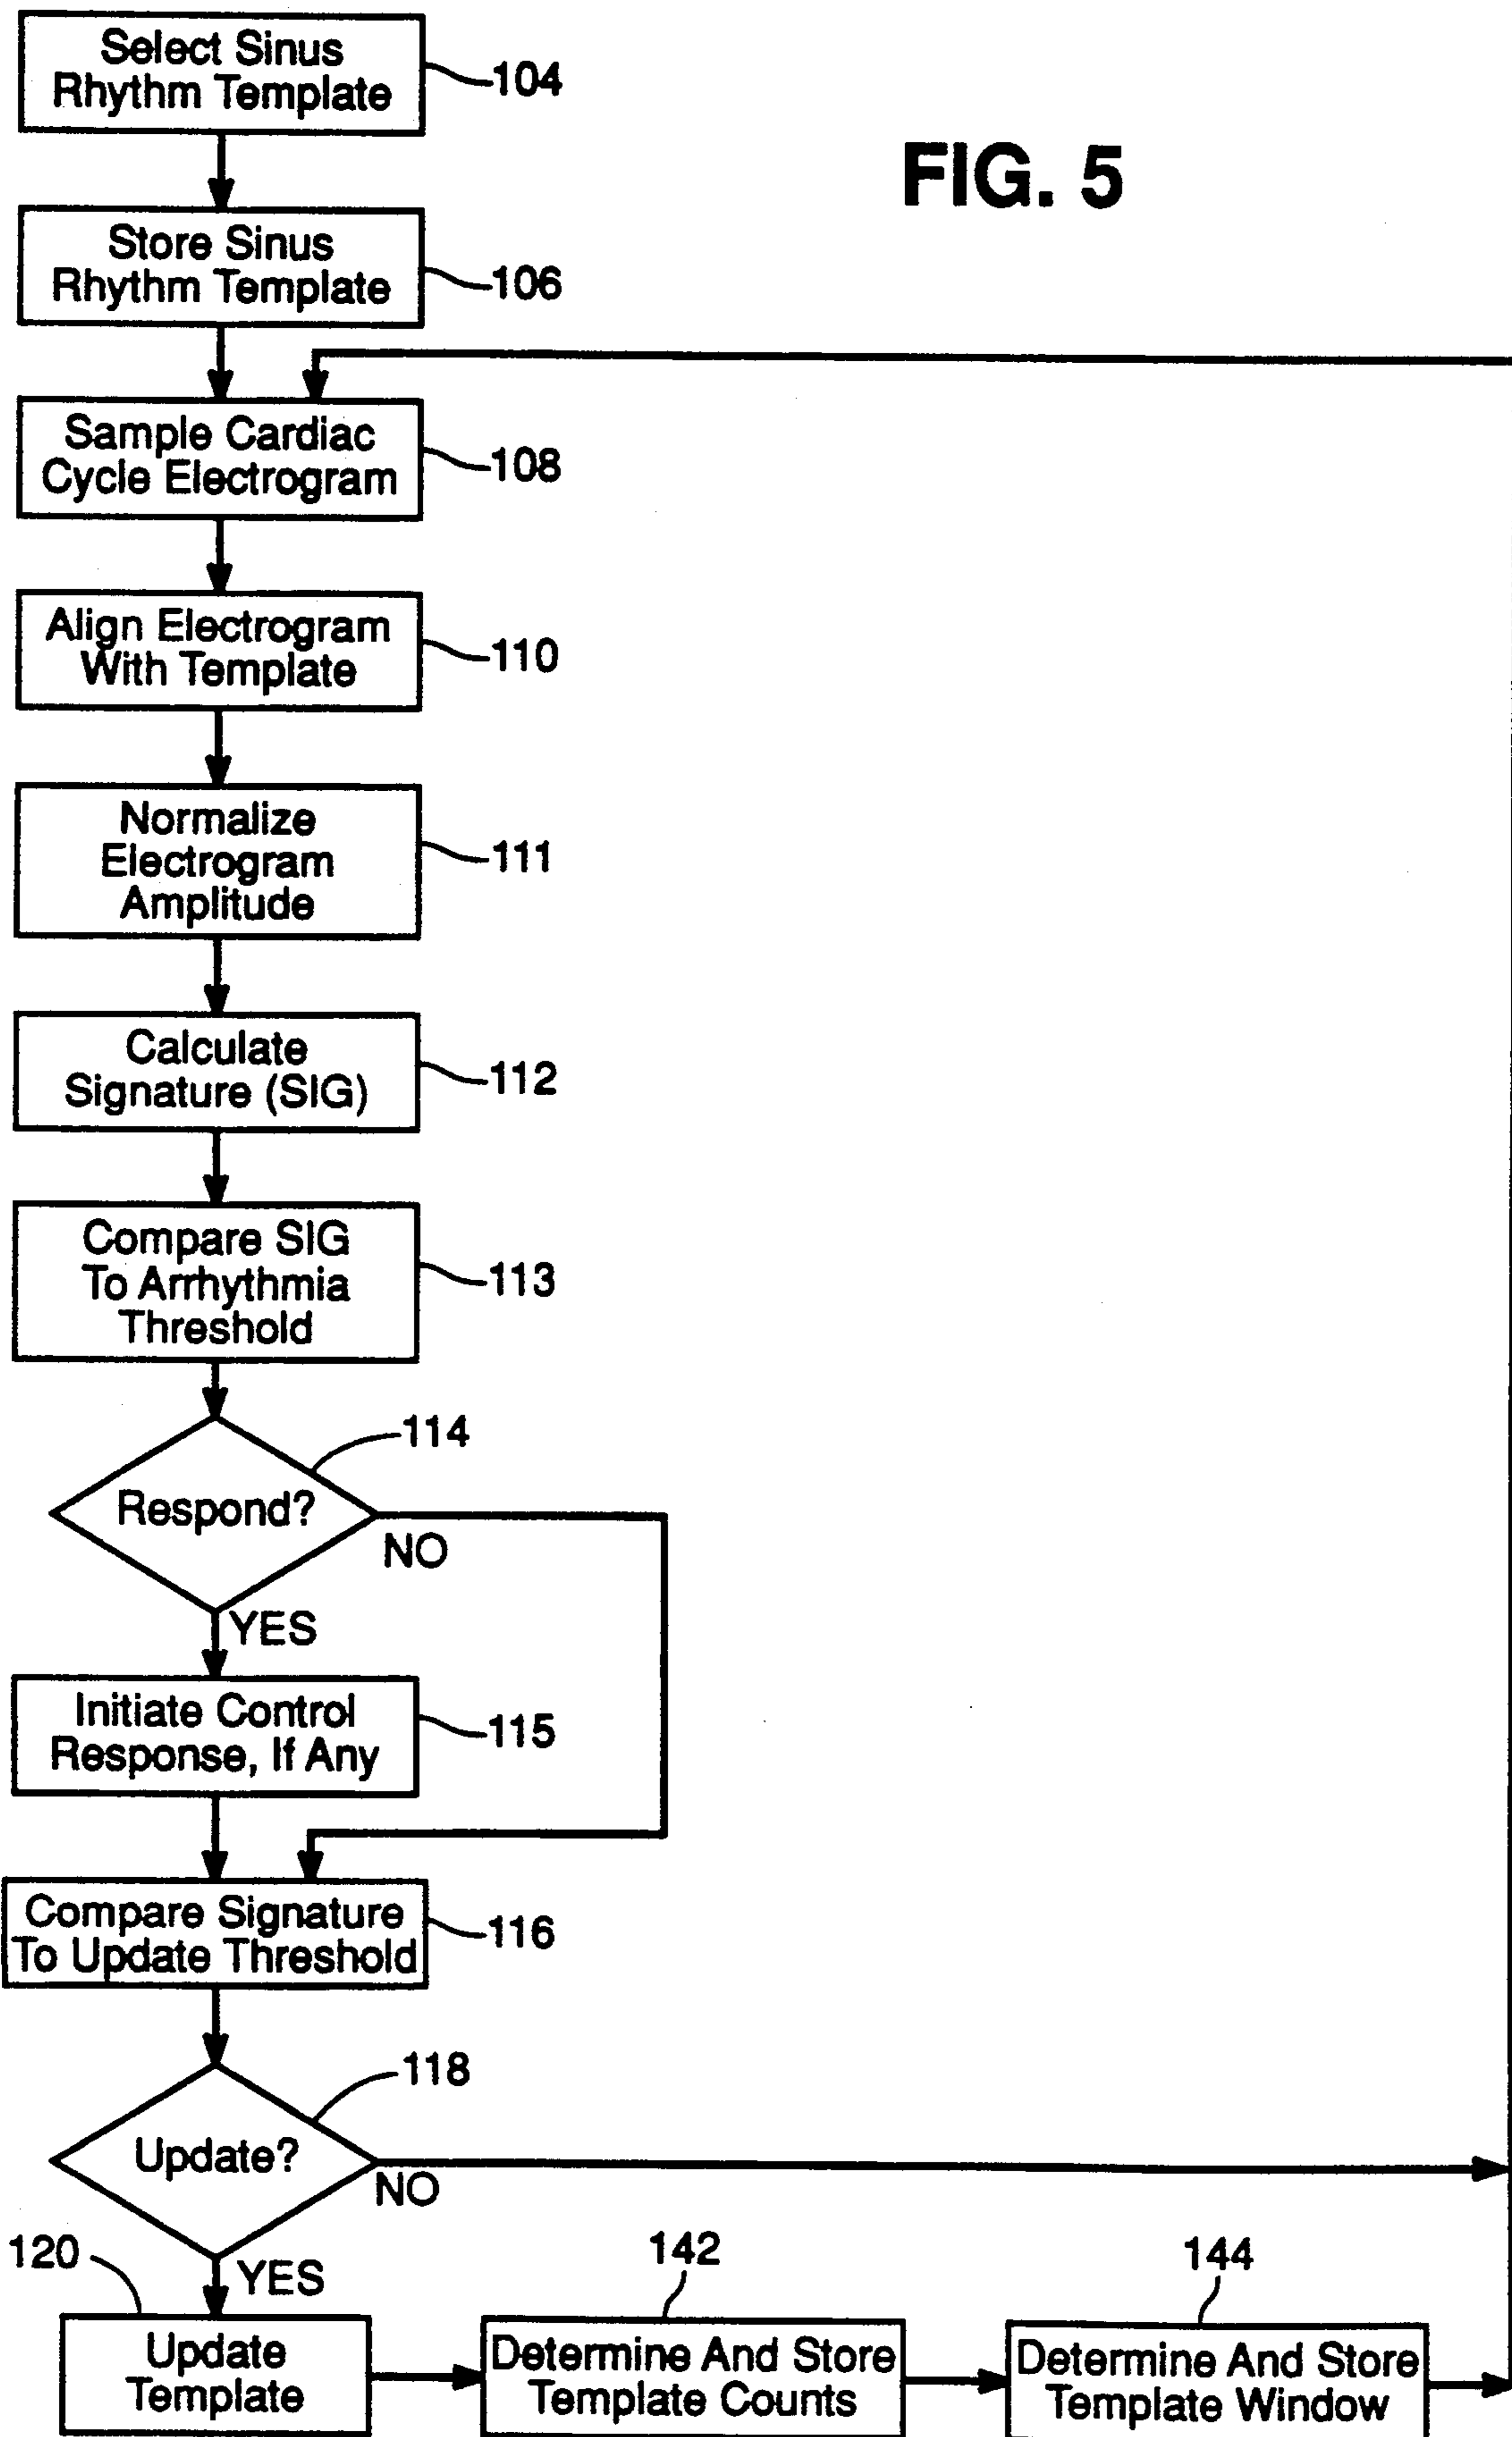 Select Sinus
Rhythm Template
104
FIG. 5
Store Sinus
Rhythm Template
106
Sample Cardiac
Cycle Electrogram
108
Align Electrogram
With Template
110
Normalize
Electrogram
Amplitude
111
Calculate
Signature (SIG)
112
Compare SIG
To Arrhythmia
Threshold
113
114
Respond?
NO
YES
Initiate Control
Response, If Any
115
Compare Signature
To Update Threshold
116
118
Update?
NO
YES
120
Update
Template
142
Determine And Store
Template Counts
144
Determine And Store
Template Window